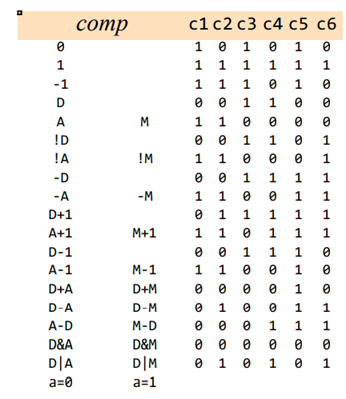 comp c1 c2 c3 c4 c5 c6
0 1 0 1 0 1 0
1 1 1 1 1 1 1
-1 1 1 1 0 1 0
D 0 0 1 1 0 0
A M 1 1 0 0 0 0
!D 0 0 1 1 0 1
!A !M 1 1 0 0 0 1
-D 0 0 1 1 1 1
-A -M 1 1 0 0 1 1
D+1 0 1 1 1 1 1
A+1 M+1 1 1 0 1 1 1
D-1 0 0 1 1 1 0
A-1 M-1 1 1 0 0 1 0
D+A D+M 0 0 0 0 1 0
D-A D-M 0 1 0 0 1 1
A-D M-D 0 0 0 1 1 1
D&A D&M 0 0 0 0 0 0
D|A D|M 0 1 0 1 0 1
a=0 a=1